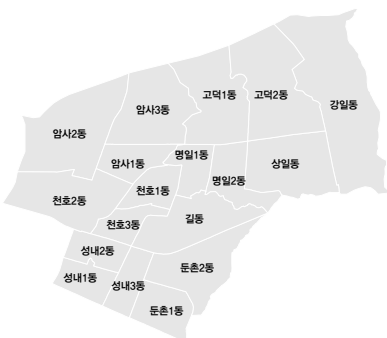 고덕1동
고덕2동
강일동
암사3동
암사2동
명일1동
암사1동
상일동
명일2동
천호1동
천호2동
길동
천호3동
성내2동
둔촌2동
성내1동
성내3동
둔촌1동